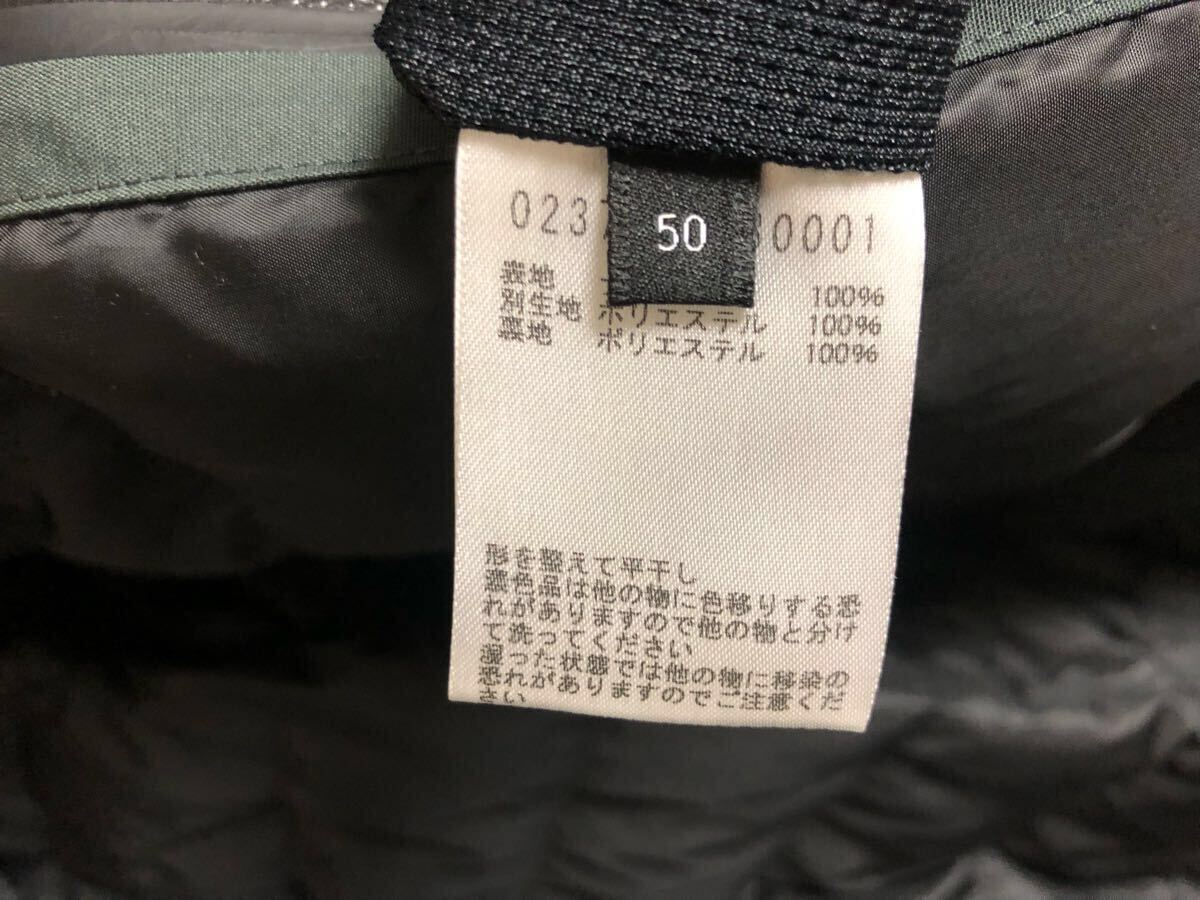 50
0237 80001
表地 100%
別生地 ポリエステル 100%
裏地 ポリエステル 100%
形を整えて平干し
濃色品は他の物に色移りする恐
れがありますので他の物と分け
て洗ってください
湿った状態では他の物に移染の
恐れがありますのでご注意くだ
さい